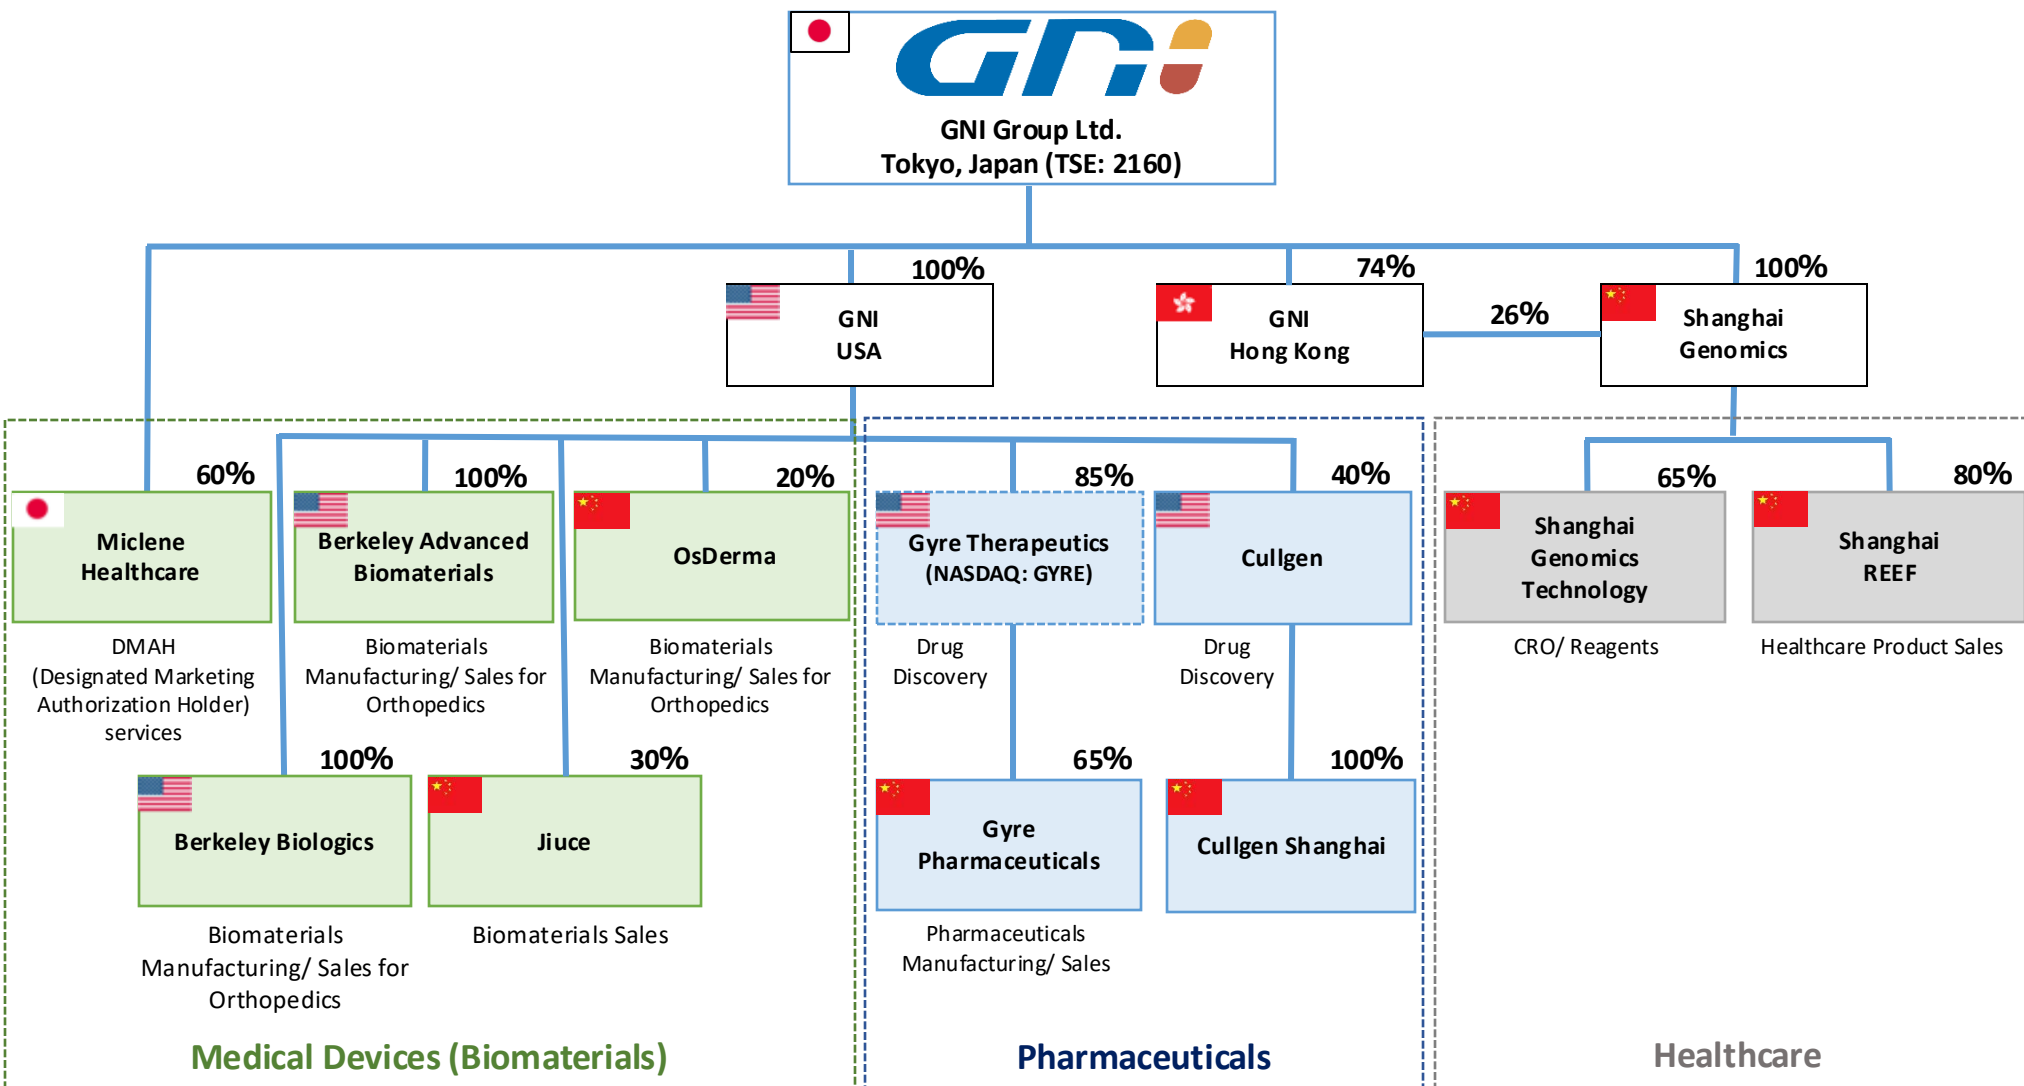 GNI
GNI Group Ltd.
Tokyo, Japan (TSE: 2160)
100%
74%
100%
GNI
USA
GNI
Hong Kong
26%
Shanghai
Genomics
60%
100%
20%
85%
40%
65%
80%
Miclene
Healthcare
Berkeley Advanced
Biomaterials
OsDerma
Gyre Therapeutics
(NASDAQ: GYRE)
Cullgen
Shanghai
Genomics
Technology
Shanghai
REEF
DMAH
(Designated Marketing
Authorization Holder)
services
Biomaterials
Manufacturing/ Sales for
Orthopedics
Biomaterials
Manufacturing/ Sales for
Orthopedics
Drug
Discovery
Drug
Discovery
CRO/ Reagents
Healthcare Product Sales
100%
30%
65%
100%
Berkeley Biologics
Jiuce
Gyre
Pharmaceuticals
Cullgen Shanghai
Biomaterials
Manufacturing/ Sales for
Orthopedics
Biomaterials Sales
Pharmaceuticals
Manufacturing/ Sales
Medical Devices (Biomaterials)
Pharmaceuticals
Healthcare